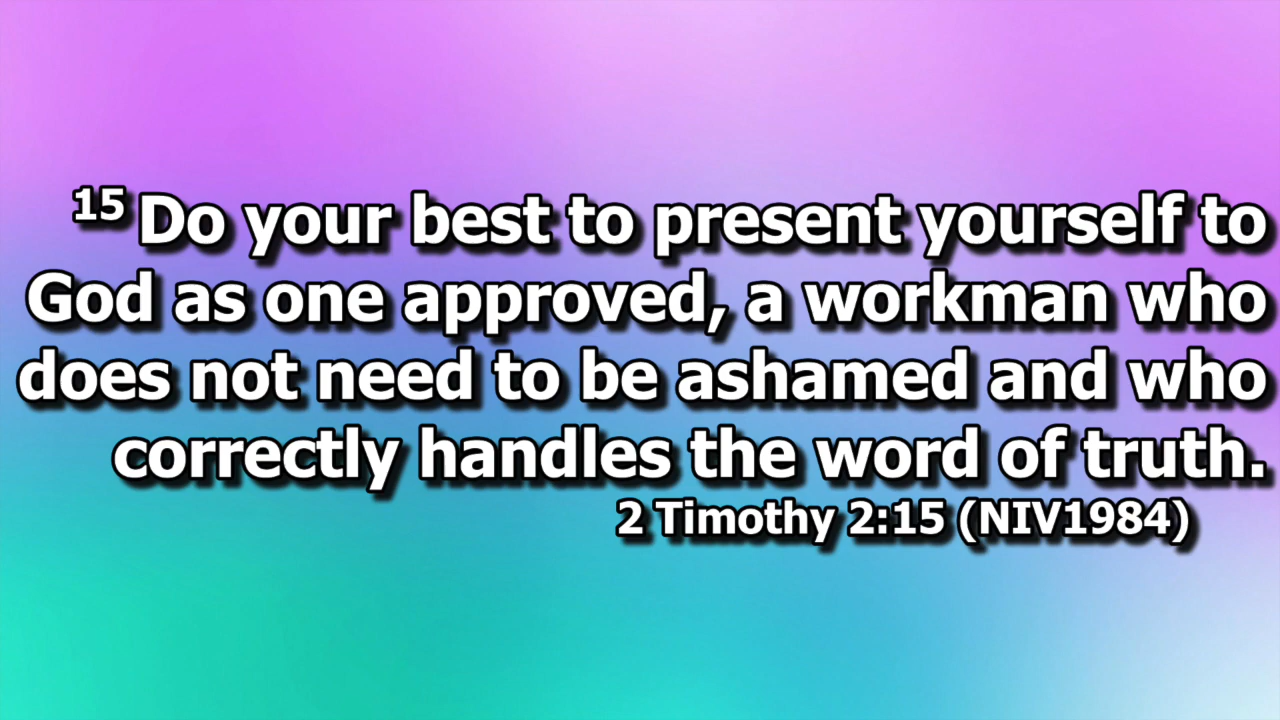 15 Do your best to present yourself to
God as one approved, a workman who
does not need to be ashamed and who
correctly handles the word of truth.
2 Timothy 2:15 (NIV1984)